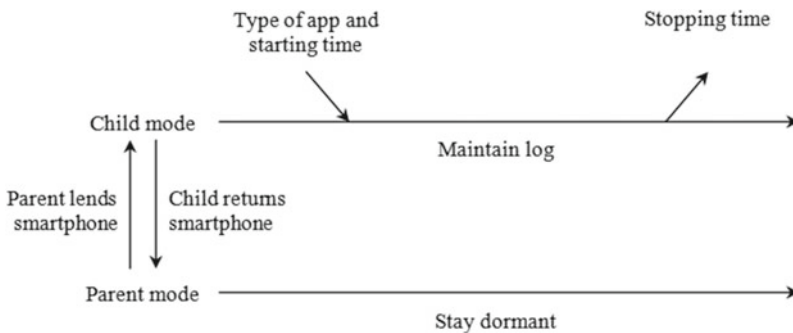 Type of app and
starting time
Stopping time
Child mode
Maintain log
Parent lends
smartphone
Child returns
smartphone
Parent mode
Stay dormant